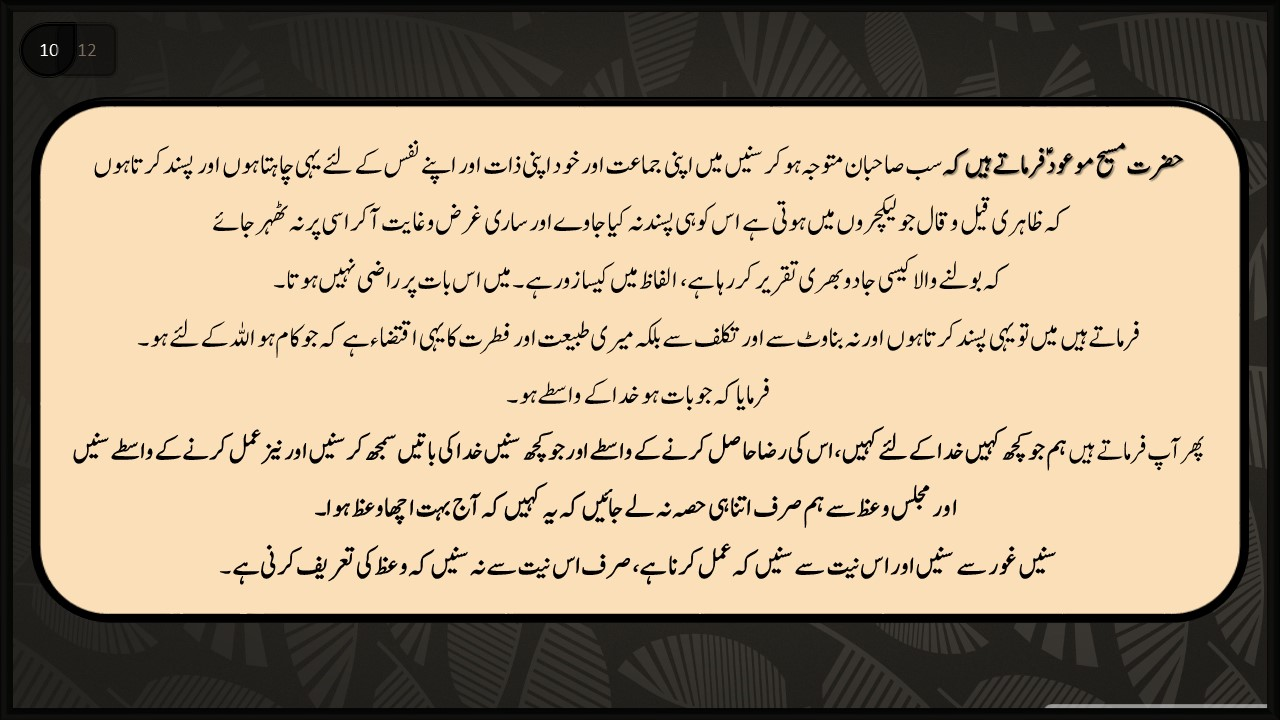 10 12
حضرت مسیح موعودؑ فرماتے ہیں کہ سب صاحبان متوجہ ہو کر سنیں میں اپنی جماعت اور خود اپنی ذات اور اپنے نفس کے لئے یہی چاہتا ہوں اور پسند کرتا ہوں
کہ ظاہری قیل و قال جو لیکچروں میں ہوتی ہے اس کو ہی پسند نہ کیا جاوے اور ساری غرض و غایت آ کر اسی پر نہ ٹھہر جائے
کہ بولنے والا کیسی جادو بھری تقریر کر رہا ہے، الفاظ میں کیسا زور ہے۔ میں اس بات پر راضی نہیں ہوتا۔
فرماتے ہیں میں تو یہی پسند کرتا ہوں اور نہ بناوٹ سے اور تکلف سے بلکہ میری طبیعت اور فطرت کا یہی اقتضاء ہے کہ جو کام ہو اللہ کے لئے ہو۔
فرمایا کہ جو بات ہو خدا کے واسطے ہو۔
پھر آپ فرماتے ہیں ہم جو کچھ کہیں خدا کے لئے کہیں، اس کی رضا حاصل کرنے کے واسطے اور جو کچھ سنیں خدا کی باتیں سمجھ کر سنیں اور نیز عمل کرنے کے واسطے سنیں
اور مجلس وعظ سے ہم صرف اتنا ہی حصہ نہ لے جائیں کہ یہ کہیں کہ آج بہت اچھا وعظ ہوا۔
سنیں غور سے سنیں اور اس نیت سے سنیں کہ عمل کرنا ہے، صرف اس نیت سے نہ سنیں کہ وعظ کی تعریف کرنی ہے۔